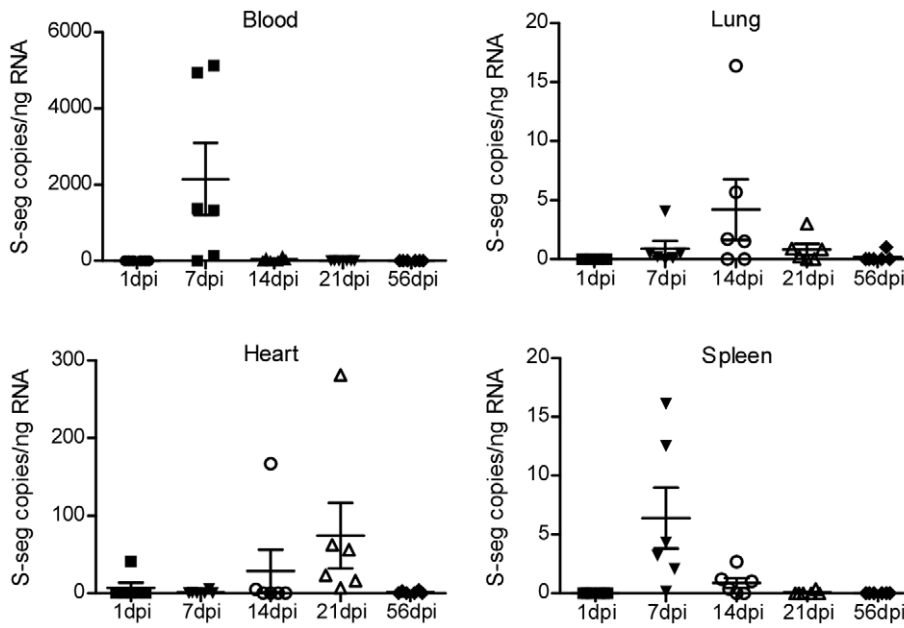 Blood
S-seg copies/ng RNA
6000
4000
2000
0
1dpi 7dpi 14dpi 21dpi 56dpi
Lung
S-seg copies/ng RNA
20
15
10
5
0
1dpi 7dpi 14dpi 21dpi 56dpi
Heart
S-seg copies/ng RNA
300
200
100
0
1dpi 7dpi 14dpi 21dpi 56dpi
Spleen
S-seg copies/ng RNA
20
15
10
5
0
1dpi 7dpi 14dpi 21dpi 56dpi